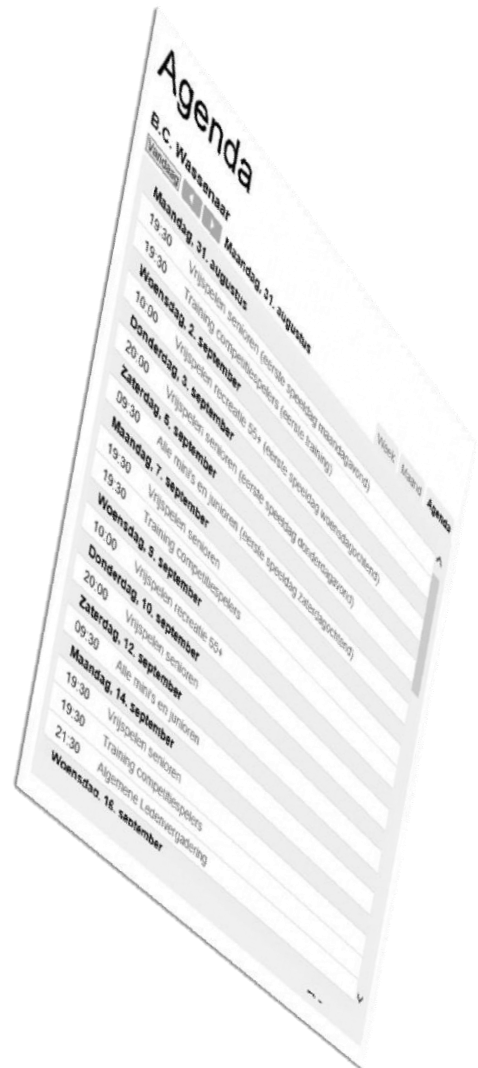 Agenda
B.C. Wassenaar
Vandaag Maandag, 31. augustus Week Maand Agenda
Maandag, 31. augustus
19:30 Vrijspelen senioren (eerste speeldag maandagavond)
19:30 Training competitiespelers (eerste training)
Woensdag, 2. september
10:00 Vrijspelen recreatie 55+ (eerste speeldag woensdagochtend)
Donderdag, 3. september
20:00 Vrijspelen senioren (eerste speeldag donderdagavond)
Zaterdag, 5. september
09:30 Alle mini's en junioren (eerste speeldag zaterdagochtend)
Maandag, 7. september
19:30 Vrijspelen senioren
19:30 Training competitiespelers
Woensdag, 9. september
10:00 Vrijspelen recreatie 55+
Donderdag, 10. september
20:00 Vrijspelen senioren
Zaterdag, 12. september
09:30 Alle mini's en junioren
Maandag, 14. september
19:30 Vrijspelen senioren
19:30 Training competitiespelers
21:30 Algemene Ledenvergadering
Woensdag, 16. september